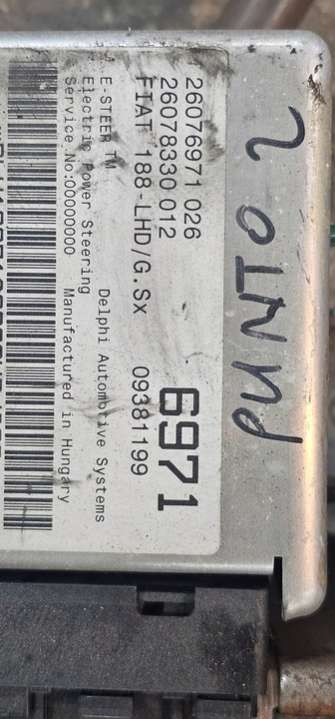 PUNTO 2
26076971 026
26078330 012
FIAT 188-LHD/G.Sx 09381199
6971
E-STEER TM Delphi Automotive Systems
Electric Power Steering
Service No:000000000 Manufactured in Hungary